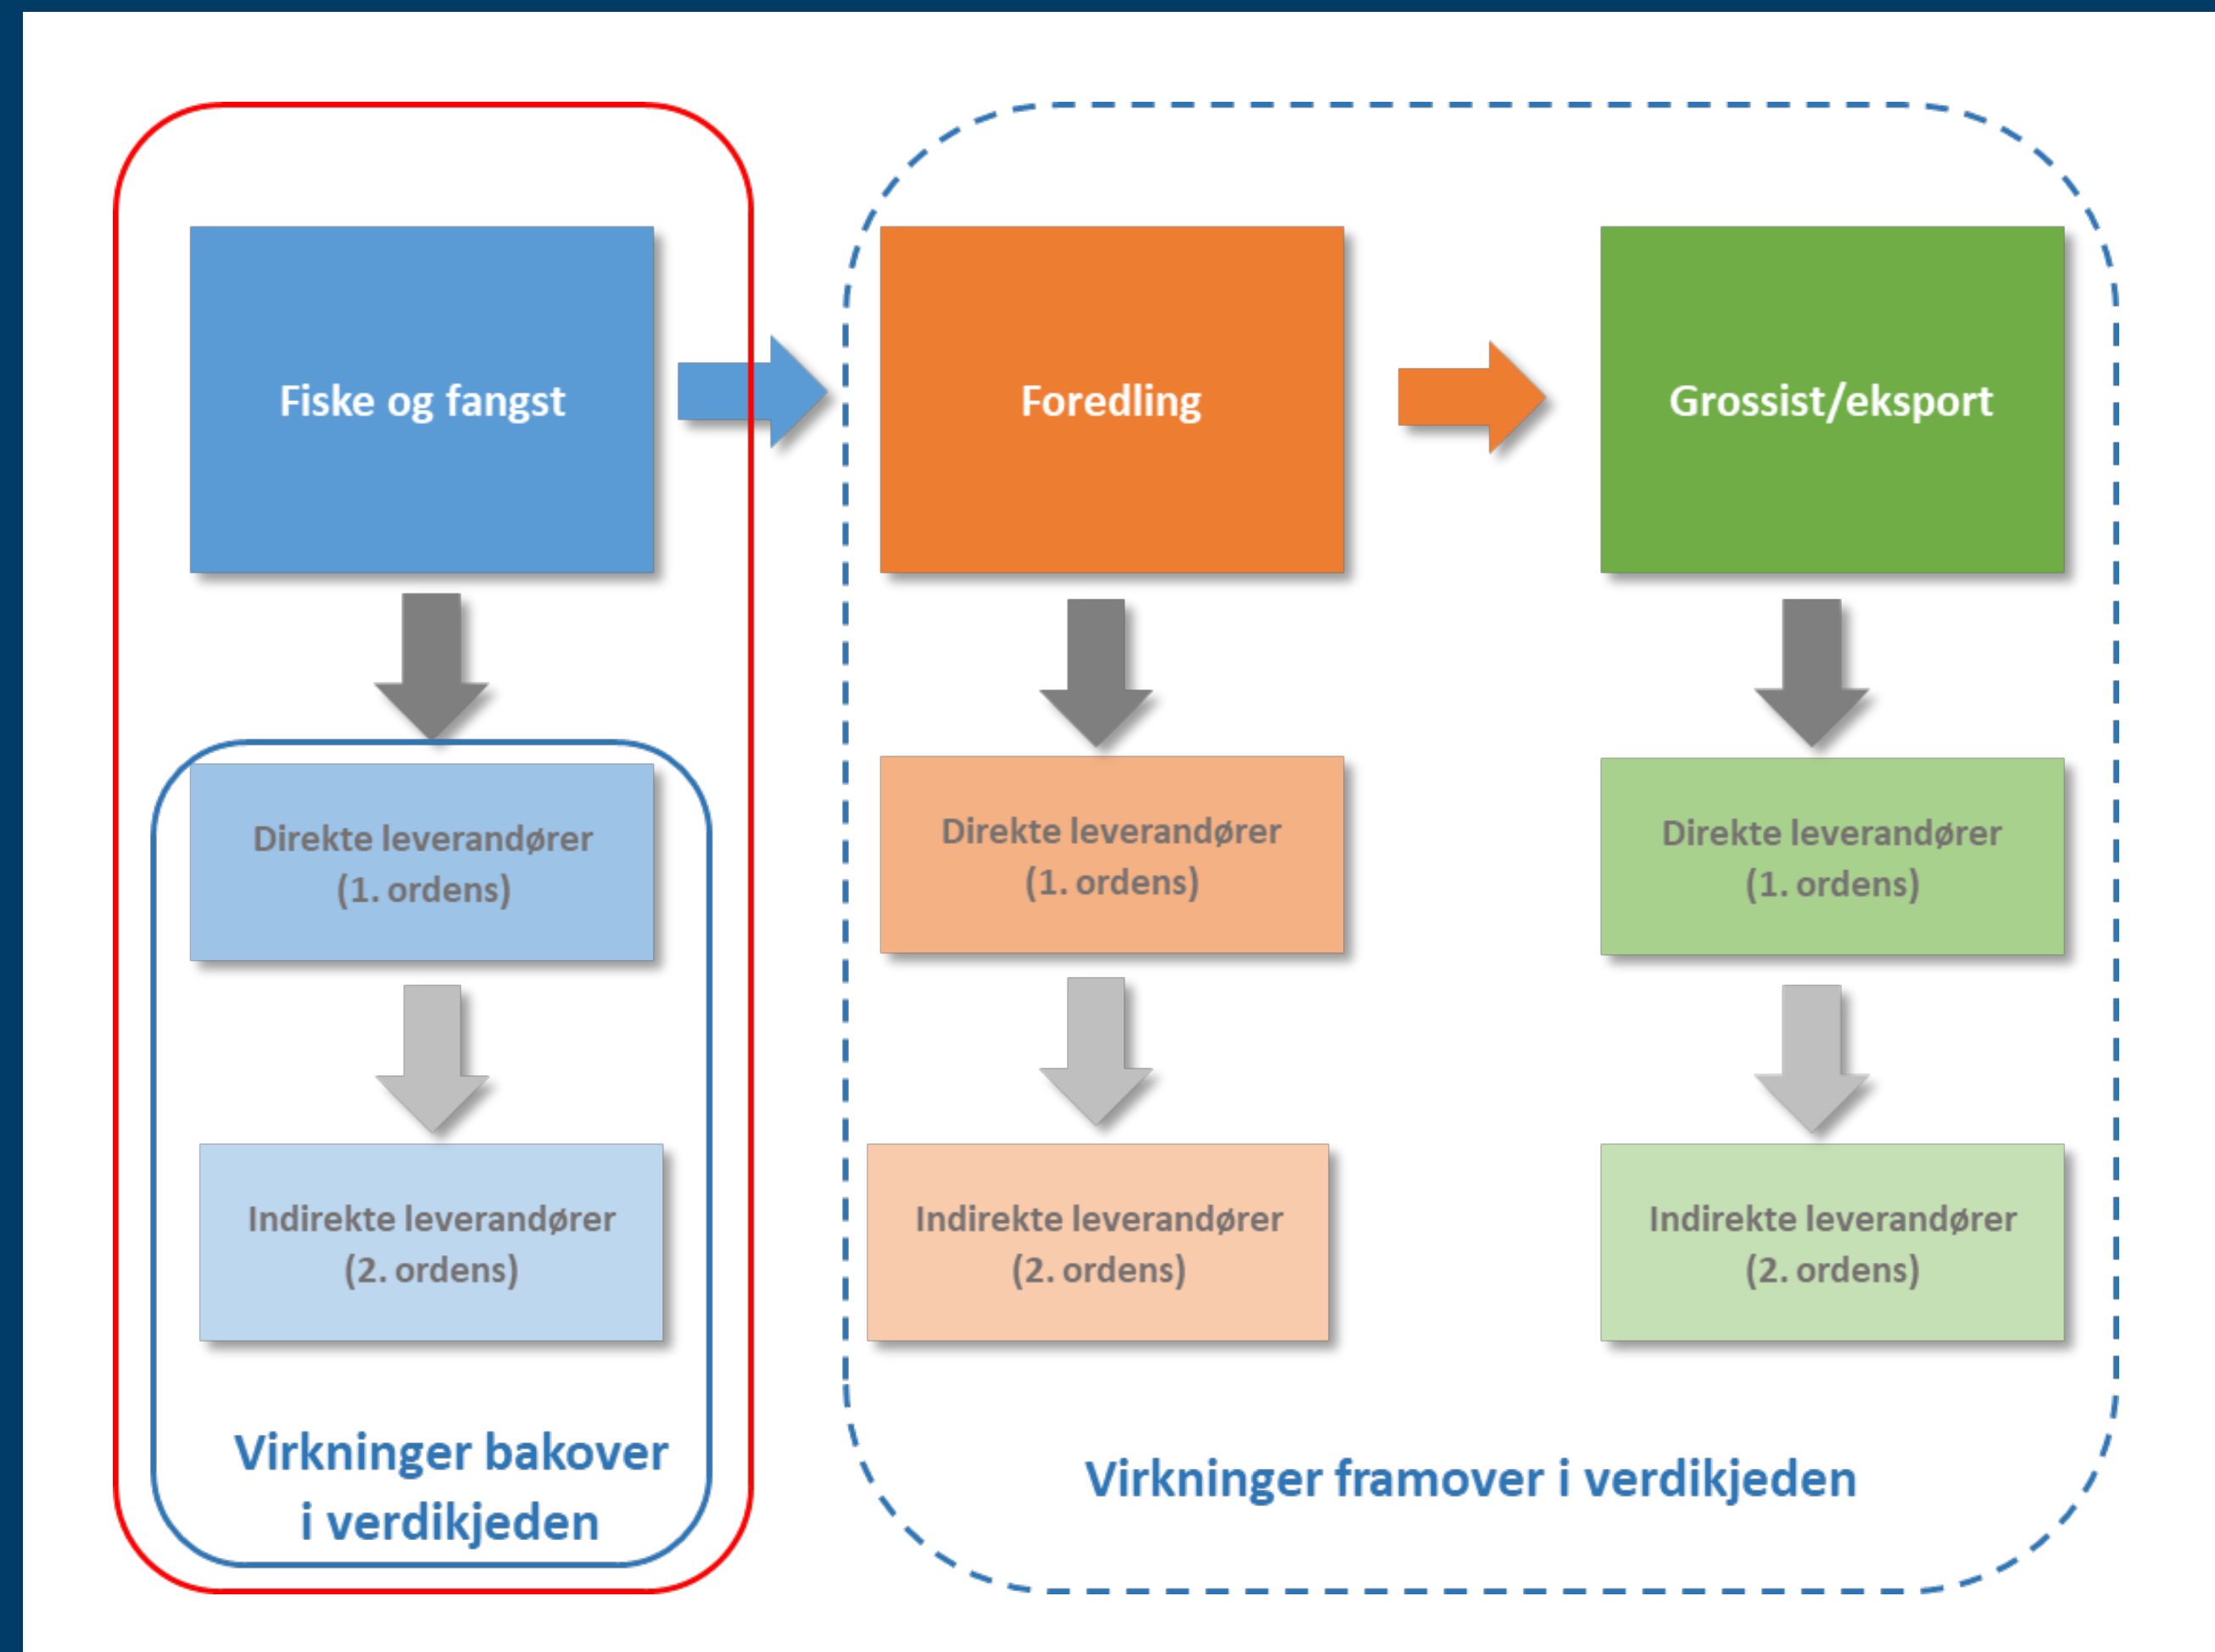 Fiske og fangst
Foredling
Grossist/eksport
Direkte leverandører
(1. ordens)
Direkte leverandører
(1. ordens)
Direkte leverandører
(1. ordens)
Indirekte leverandører
(2. ordens)
Indirekte leverandører
(2. ordens)
Indirekte leverandører
(2. ordens)
Virkninger bakover
i verdikjeden
Virkninger framover i verdikjeden